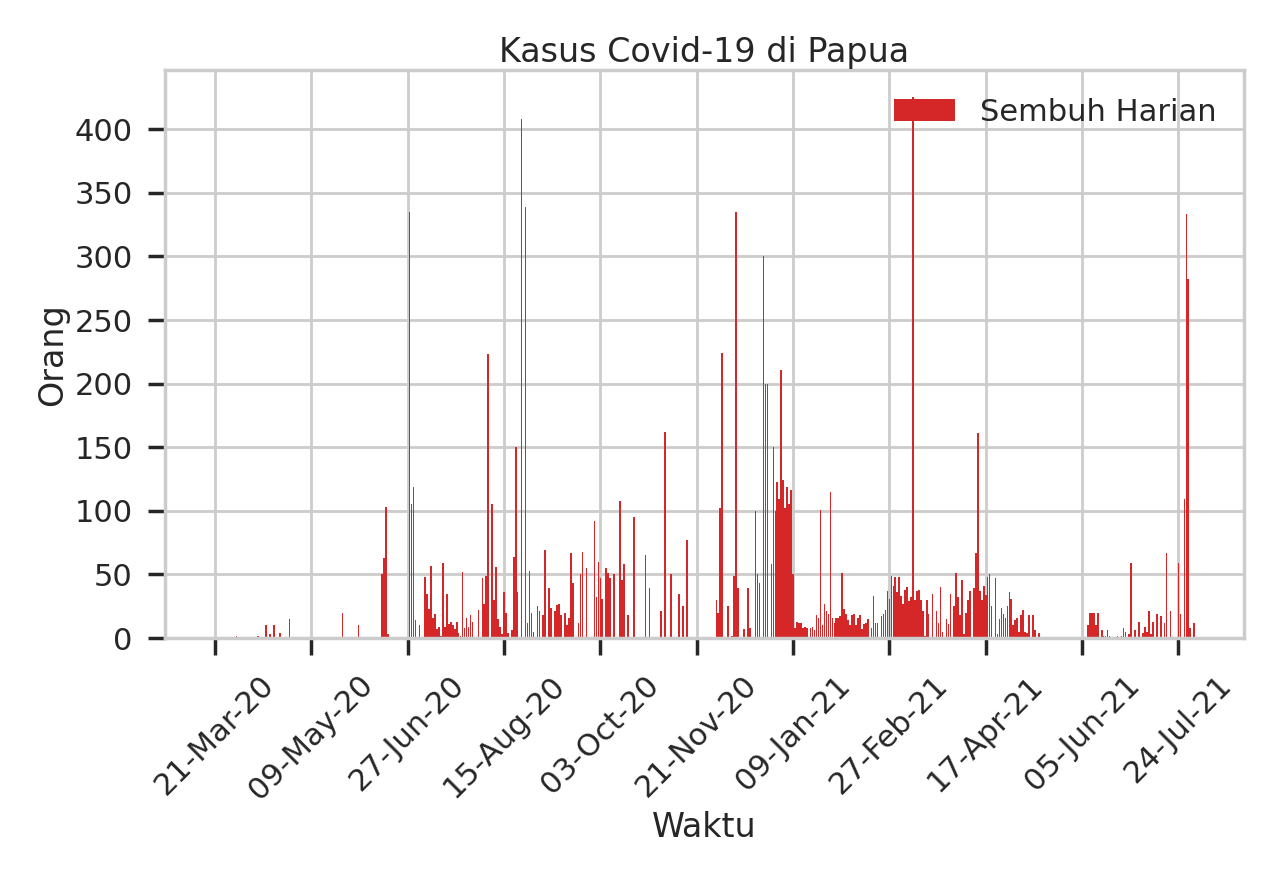 Kasus Covid-19 di Papua
Sembuh Harian
Orang
400
350
300
250
200
150
100
50
0
21-Mar-20
09-May-20
27-Jun-20
15-Aug-20
03-Oct-20
21-Nov-20
09-Jan-21
27-Feb-21
17-Apr-21
05-Jun-21
24-Jul-21
Waktu